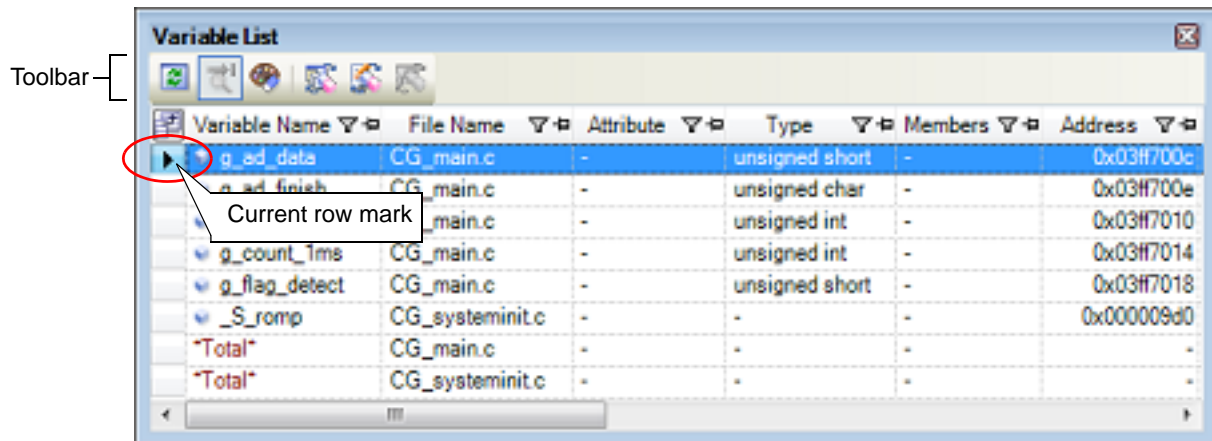 Variable List
Toolbar
Variable Name File Name Attribute Type Members Address
g_ad_data CG_main.c - unsigned short - 0x03ff700c
g_ad_finish CG_main.c - unsigned char - 0x03ff700e
Current row mark
_main.c - unsigned int - 0x03ff7010
g_count_1ms CG_main.c - unsigned int - 0x03ff7014
g_flag_detect CG_main.c - unsigned short - 0x03ff7018
_S_romp CG_systeminit.c - - - 0x000009d0
*Total* CG_main.c - - - -
*Total* CG_systeminit.c - - - -